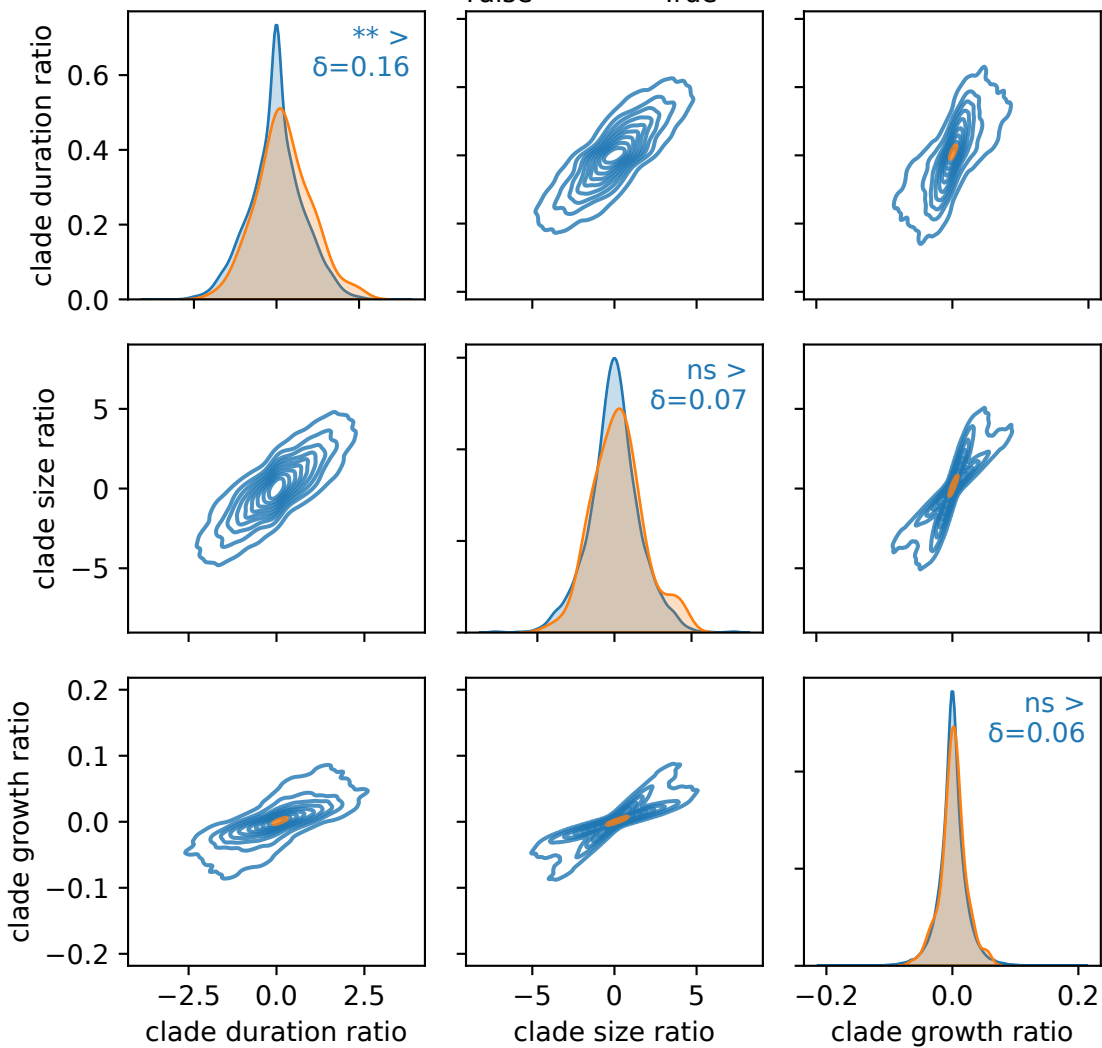 False True
** >
δ=0.16
clade duration ratio
0.6
0.4
0.2
0.0
ns >
δ=0.07
clade size ratio
5
0
−5
ns >
δ=0.06
clade growth ratio
0.2
0.1
0.0
−0.1
−0.2
−2.5 0.0 2.5
−5 0 5
−0.2 0.0 0.2
clade duration ratio
clade size ratio
clade growth ratio